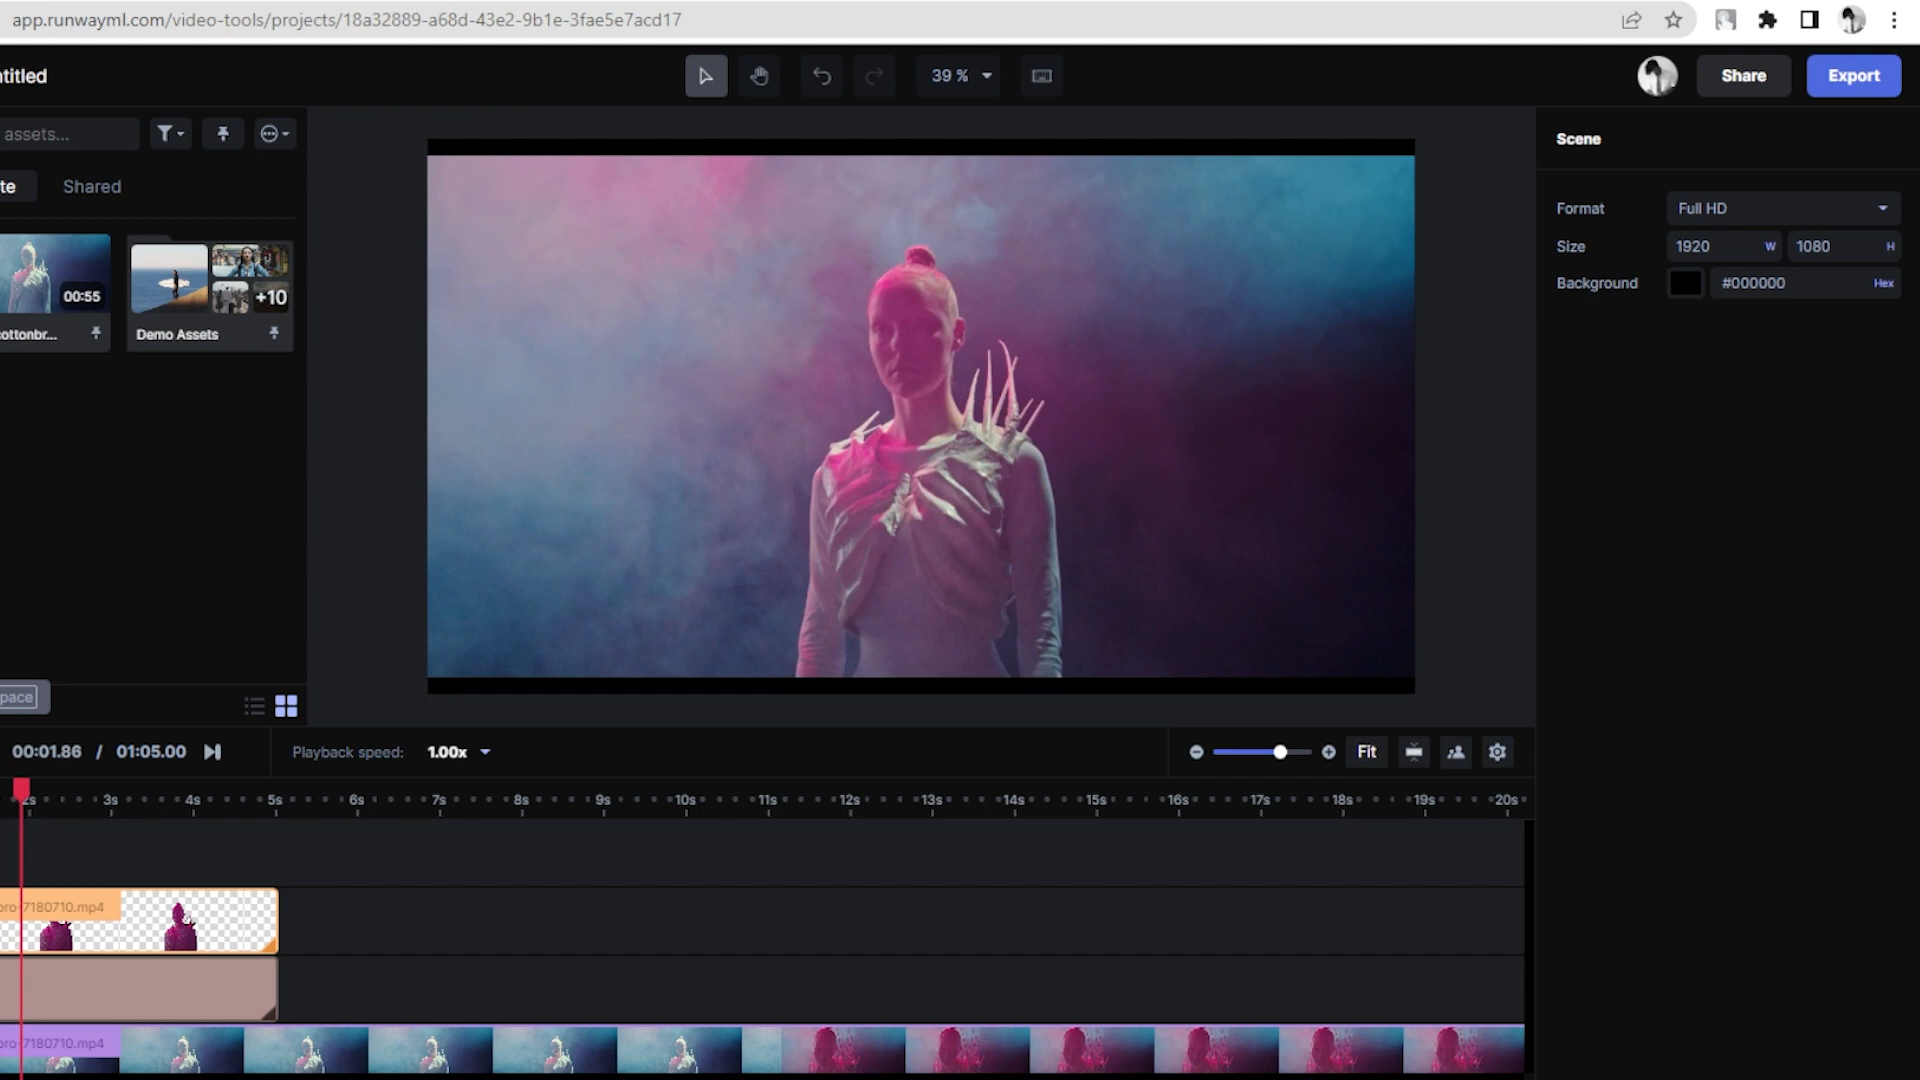 app.runwayml.com/video-tools/projects/18a32889-a68d-43e2-9b1e-3fae5e7acd17
ntitled
39 %
Share
Export
assets...
te
Shared
00:55
+10
ottonbr...
Demo Assets
Scene
Format
Full HD
Size
1920
W
1080
H
Background
#000000
Hex
pace
00:01.86 / 01:05.00
Playback speed:
1.00x
Fit
2s 3s 4s 5s 6s 7s 8s 9s 10s 11s 12s 13s 14s 15s 16s 17s 18s 19s 20s
pro-7180710.mp4
pro-7180710.mp4